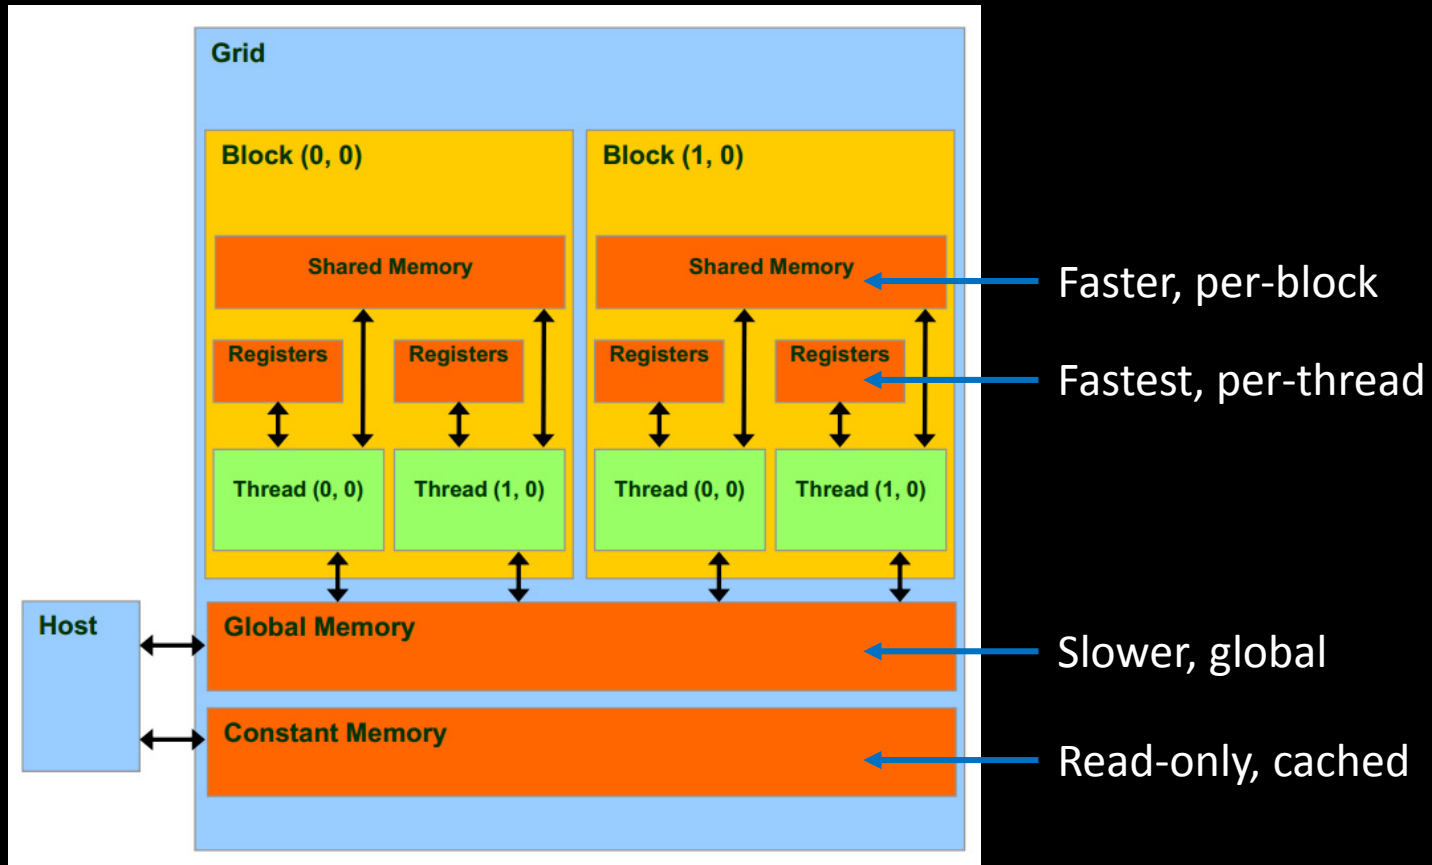 Grid
Block (0, 0)
Block (1, 0)
Shared Memory
Shared Memory
Faster, per-block
Registers
Registers
Registers
Registers
Fastest, per-thread
Thread (0, 0)
Thread (1, 0)
Thread (0, 0)
Thread (1, 0)
Host
Global Memory
Slower, global
Constant Memory
Read-only, cached